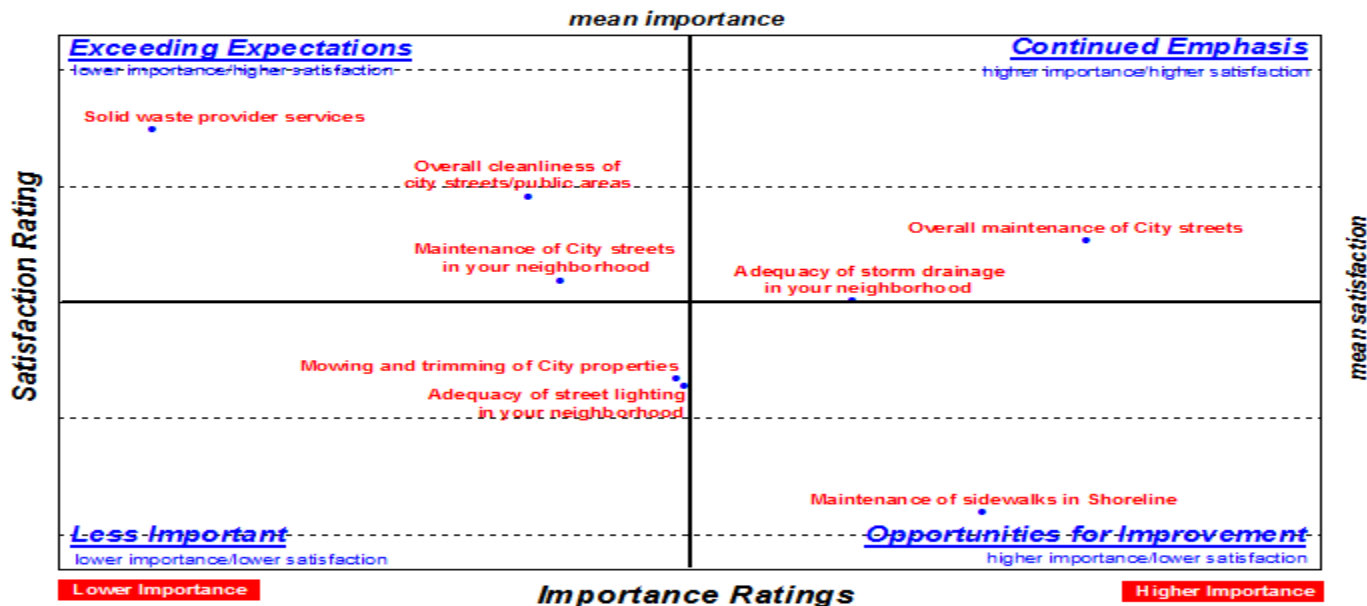 mean importance
Exceeding Expectations
lower importance/higher satisfaction
Continued Emphasis
higher importance/higher satisfaction
Solid waste provider services
Overall cleanliness of
city streets/public areas
Overall maintenance of City streets
Maintenance of City streets
in your neighborhood
Adequacy of storm drainage
in your neighborhood
Satisfaction Rating
mean satisfaction
Mowing and trimming of City properties
Adequacy of street lighting
in your neighborhood
Maintenance of sidewalks in Shoreline
Less Important
lower importance/lower satisfaction
Opportunities for Improvement
higher importance/lower satisfaction
Lower Importance
Importance Ratings
Higher Importance